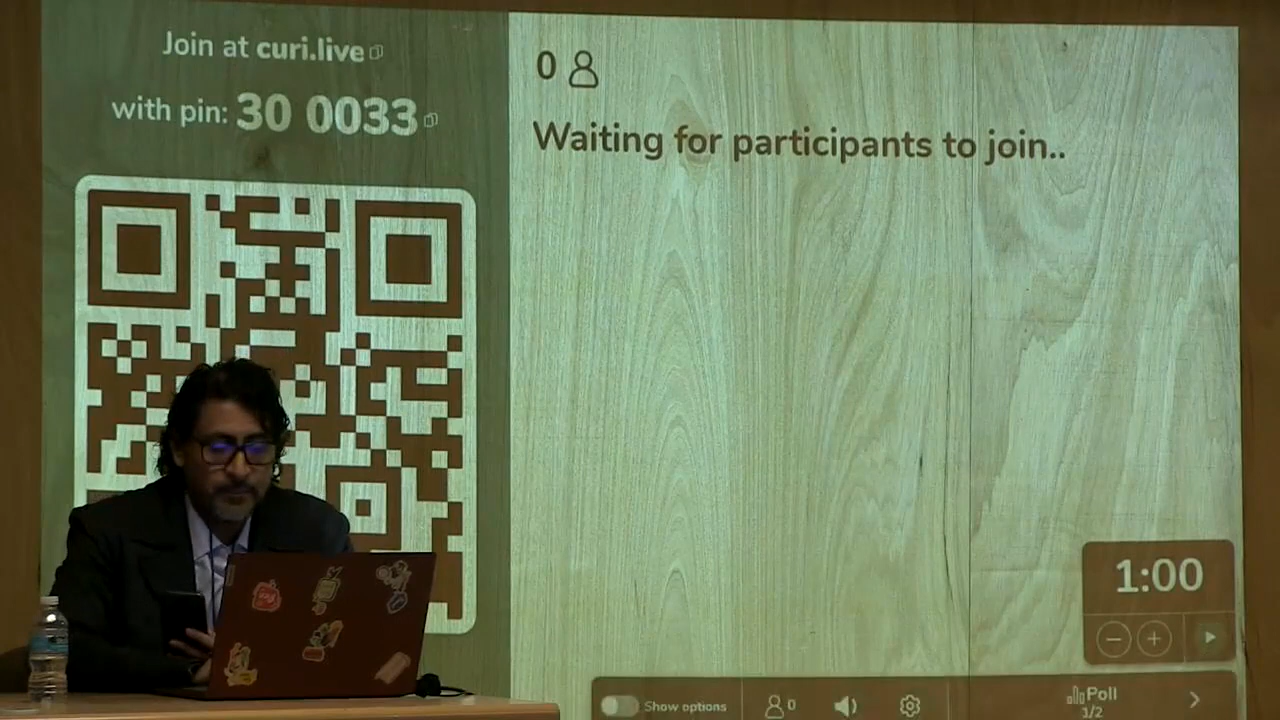 Join at curi.live
with pin: 30 0033
0
Waiting for participants to join..
1:00
Show options
0
Poll
1/2